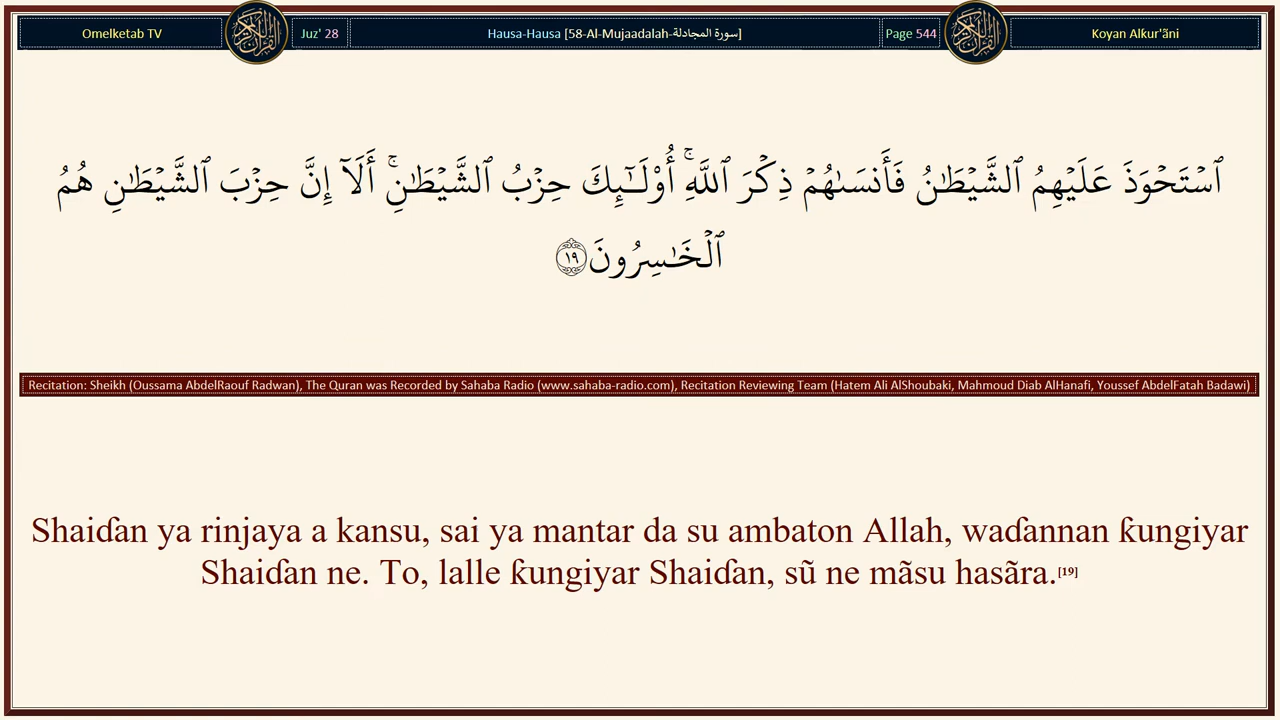 Omelketab TV
Juz' 28
Hausa-Hausa [58-Al-Mujaadalah-سورة المجادلة]
Page 544
Koyan Alƙur'ãni
ٱسۡتَحۡوَذَ عَلَيۡهِمُ ٱلشَّيۡطَٰنُ فَأَنسَىٰهُمۡ ذِكۡرَ ٱللَّهِۚ أُوْلَٰٓئِكَ حِزۡبُ ٱلشَّيۡطَٰنِۚ أَلَآ إِنَّ حِزۡبَ ٱلشَّيۡطَٰنِ هُمُ
ٱلۡخَٰسِرُونَ ١٩
Recitation: Sheikh (Oussama AbdelRaouf Radwan), The Quran was Recorded by Sahaba Radio (www.sahaba-radio.com), Recitation Reviewing Team (Hatem Ali AlShoubaki, Mahmoud Diab AlHanafi, Youssef AbdelFatah Badawi)
Shaiɗan ya rinjaya a kansu, sai ya mantar da su ambaton Allah, waɗannan ƙungiyar
Shaiɗan ne. To, lalle ƙungiyar Shaiɗan, sũ ne mãsu hasãra.[19]